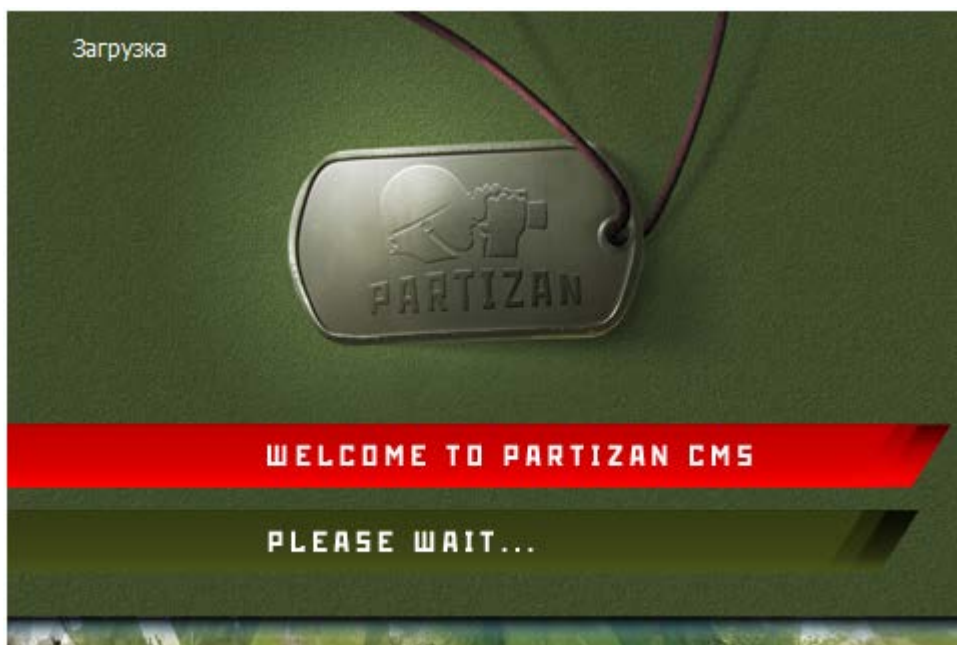 Загрузка
PARTIZAN
WELCOME TO PARTIZAN CMS
PLEASE WAIT...